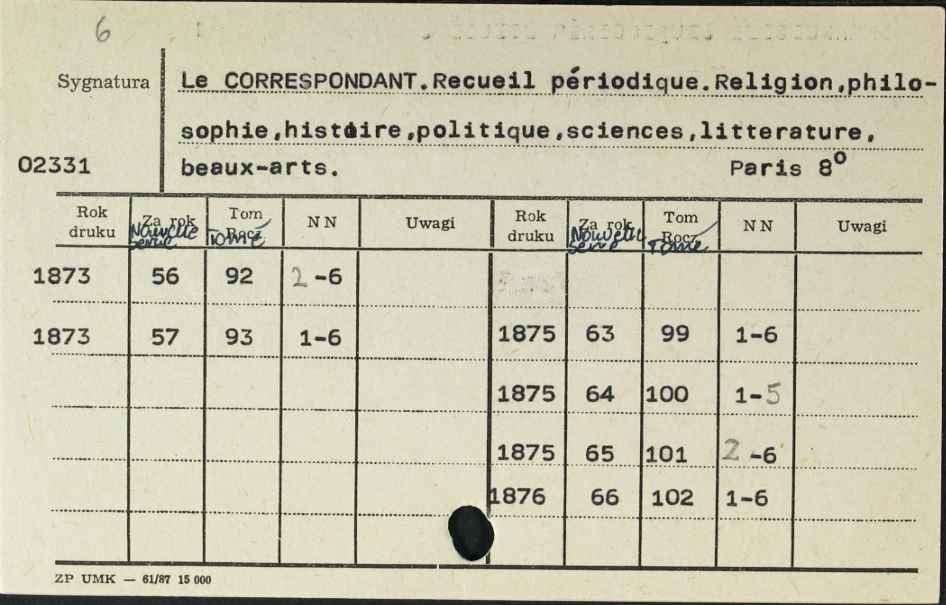 6
Sygnatura
Le CORRESPONDANT.Recueil périodique.Religion,philo-
sophie,histoire,politique,sciences,litterature,
02331 beaux-arts. Paris 8º
Rok druku Za rok Nouvelle serie Tom Rocz. Tome NN Uwagi Rok druku Za rok Nouvelle serie Tom Rocz. Tome NN Uwagi
1873 56 92 2-6
1873 57 93 1-6 1875 63 99 1-6
1875 64 100 1-5
1875 65 101 2-6
1876 66 102 1-6
ZP UMK — 61/87 15 000